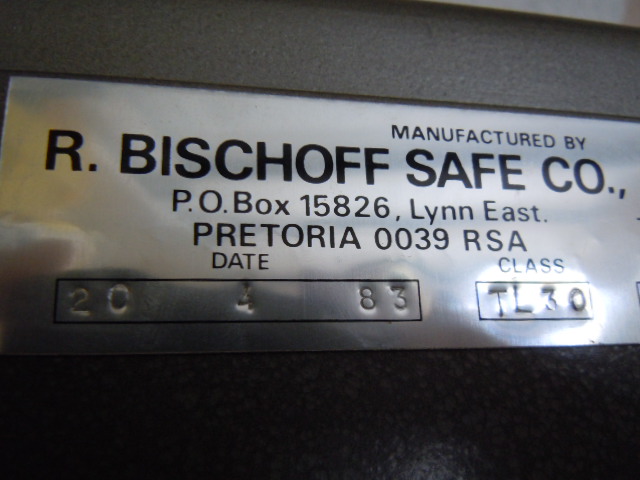 MANUFACTURED BY
R. BISCHOFF SAFE CO.,
P.O.Box 15826, Lynn East.
PRETORIA 0039 RSA
DATE CLASS
20 4 83 TL30